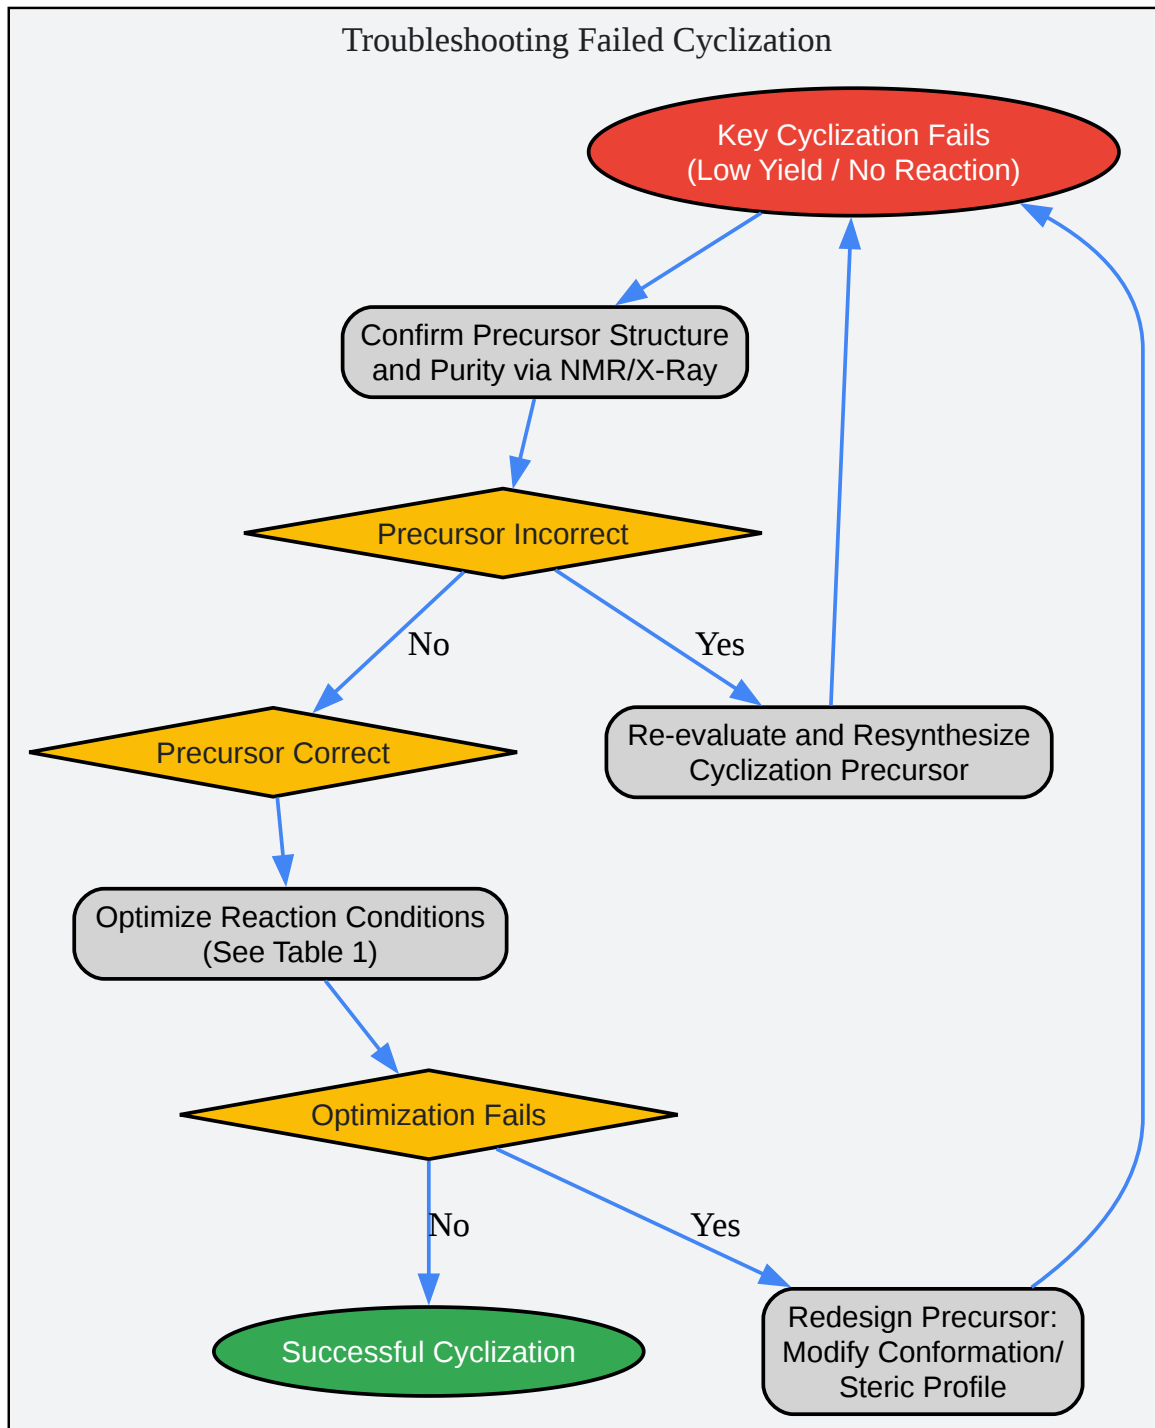 Troubleshooting Failed Cyclization
Key Cyclization Fails
(Low Yield / No Reaction)
Confirm Precursor Structure
and Purity via NMR/X-Ray
Precursor Incorrect
No
Yes
Precursor Correct
Re-evaluate and Resynthesize
Cyclization Precursor
Optimize Reaction Conditions
(See Table 1)
Optimization Fails
No
Yes
Successful Cyclization
Redesign Precursor:
Modify Conformation/
Steric Profile